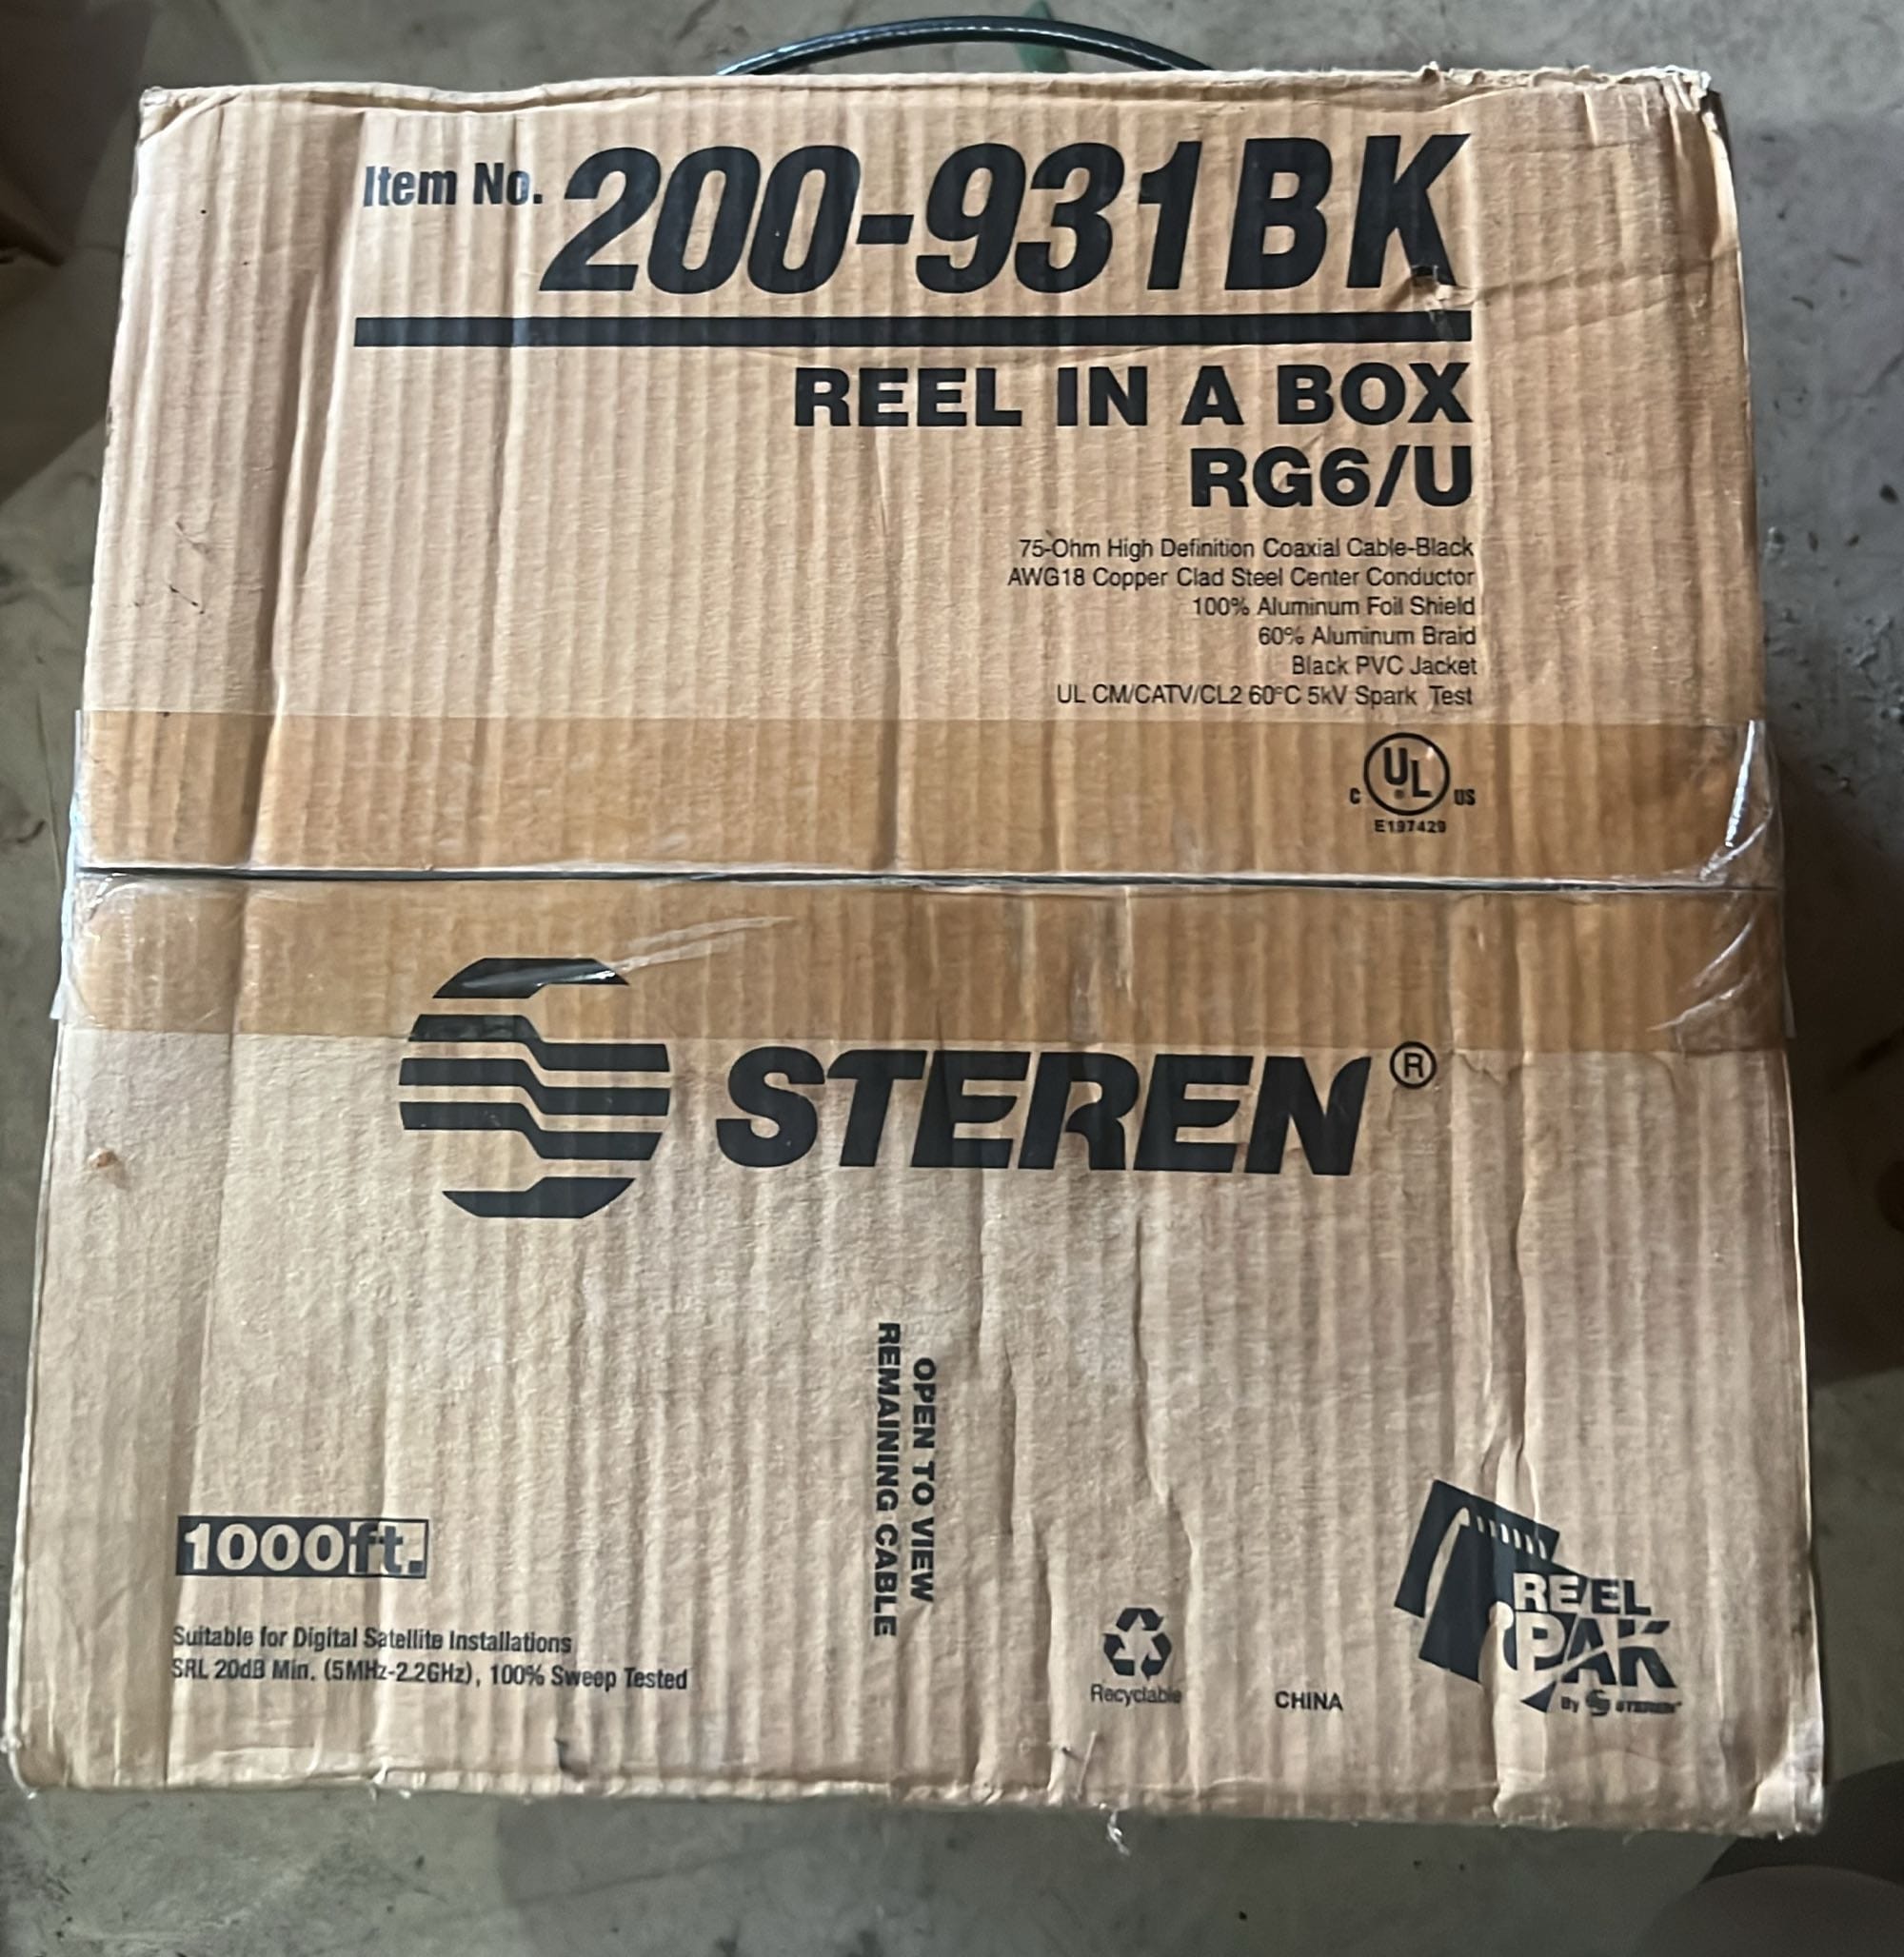 Item No. 200-931BK
REEL IN A BOX
RG6/U
75-Ohm High Definition Coaxial Cable-Black
AWG18 Copper Clad Steel Center Conductor
100% Aluminum Foil Shield
60% Aluminum Braid
Black PVC Jacket
UL CM/CATV/CL2 60°C 5kV Spark Test
C UL US
E197429
STEREN®
OPEN TO VIEW
REMAINING CABLE
1000ft.
Suitable for Digital Satellite Installations
SRL 20dB Min. (5MHz-2.2GHz), 100% Sweep Tested
Recyclable
CHINA
REEL
PAK
By STEREN